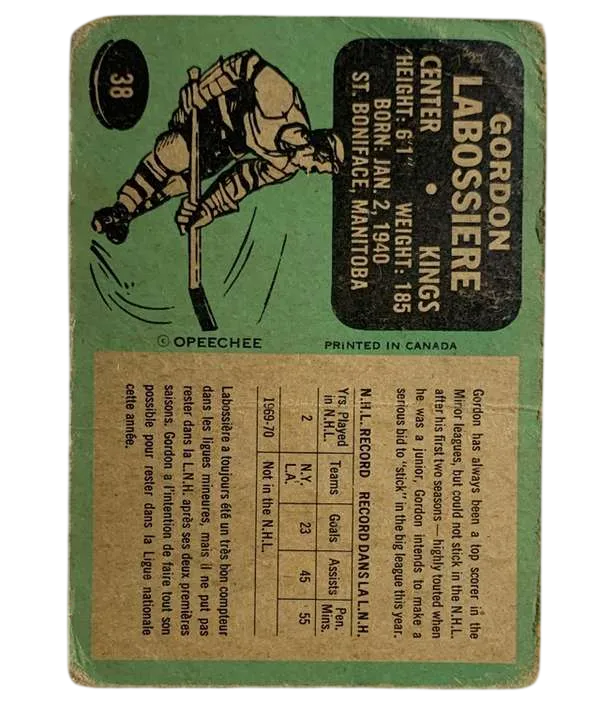 GORDON
LABOSSIERE
CENTER • KINGS
HEIGHT: 6'1" WEIGHT: 185
BORN: JAN. 2, 1940
ST. BONIFACE, MANITOBA
38
© OPEECHEE
PRINTED IN CANADA
Gordon has always been a top scorer in the
Minor leagues, but could not stick in the N.H.L.
after his first two seasons — highly touted when
he was a junior, Gordon intends to make a
serious bid to "stick" in the big league this year.
N.H.L. RECORD RECORD DANS LA L.N.H.
Yrs. Played in N.H.L. Teams Goals Assists Pen. Mins.
2 N.Y. L.A. 23 45 55
1969-70 Not in the N.H.L.
Labossière a toujours été un très bon compteur
dans les ligues mineures, mais il ne put pas
rester dans la L.N.H. après ses deux premières
saisons. Gordon a l'intention de faire tout son
possible pour rester dans la Ligue nationale
cette année.